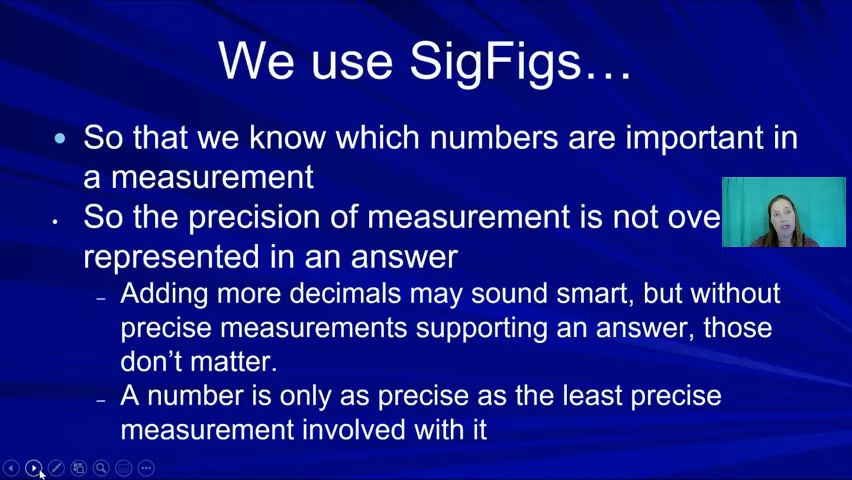 We use SigFigs…
• So that we know which numbers are important in
a measurement
• So the precision of measurement is not ove
represented in an answer
– Adding more decimals may sound smart, but without
precise measurements supporting an answer, those
don’t matter.
– A number is only as precise as the least precise
measurement involved with it